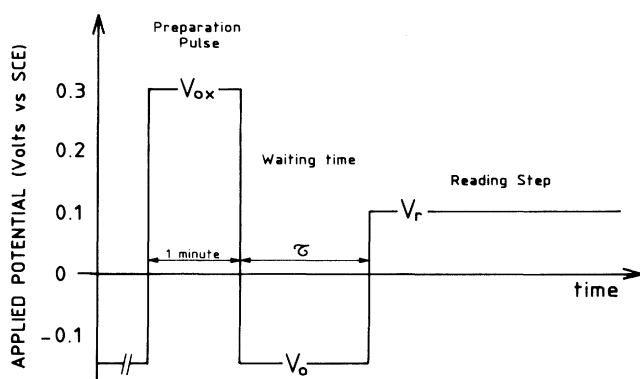 Preparation
Pulse
APPLIED POTENTIAL (Volts vs SCE)
0.3
Vox
0.2
Waiting time
Reading Step
0.1
Vr
1 minute
τ
0
time
-0.1
Vo